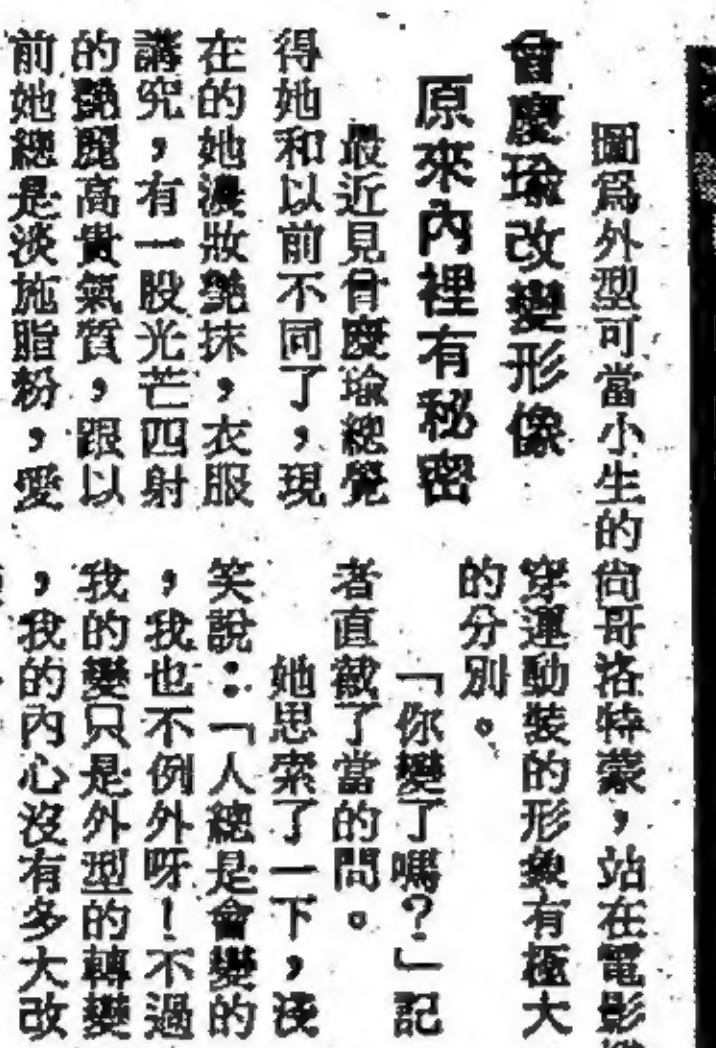 圖爲外型可當小生的尙哥洛特蒙，站在電影
曾慶瑜改變形像
原來內裡有秘密
最近見曾慶瑜總覺
得她和以前不同了，現
在的她濃妝艷抹，衣服
講究，有一股光芒四射
的艷麗高貴氣質，跟以
前她總是淡施脂粉，愛
穿運動裝的形象有極大
的分別。
「你變了嗎？」記
者直截了當的問。
她思索了一下，淺
笑說：「人總是會變的
，我也不例外呀！不過
我的變只是外型的轉變
，我的內心沒有多大改